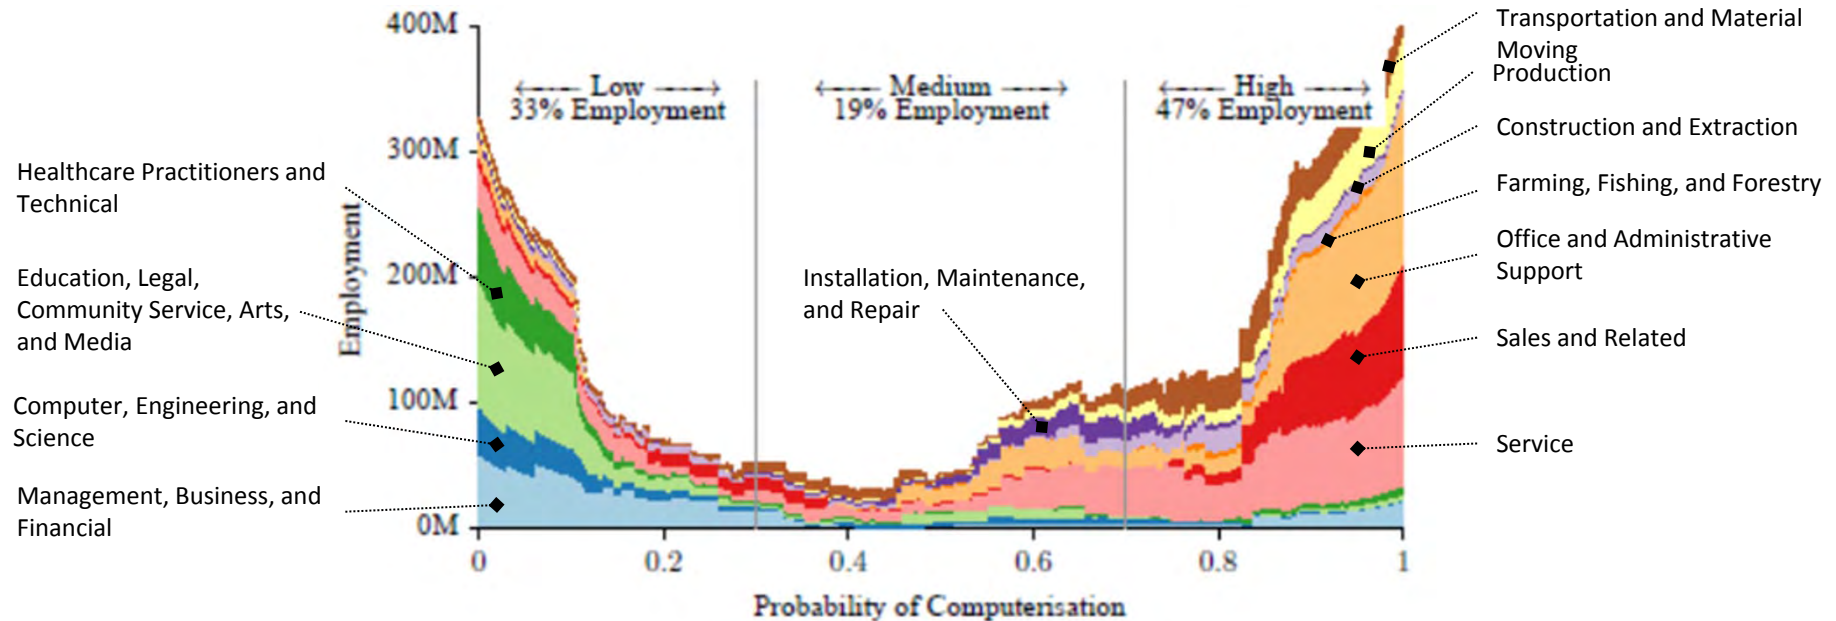 400M
300M
200M
100M
0M
Employment
Low
33% Employment
Medium
19% Employment
High
47% Employment
Healthcare Practitioners and
Technical
Education, Legal,
Community Service, Arts,
and Media
Computer, Engineering, and
Science
Management, Business, and
Financial
Installation, Maintenance,
and Repair
Transportation and Material
Moving
Production
Construction and Extraction
Farming, Fishing, and Forestry
Office and Administrative
Support
Sales and Related
Service
0
0.2
0.4
0.6
0.8
1
Probability of Computerisation